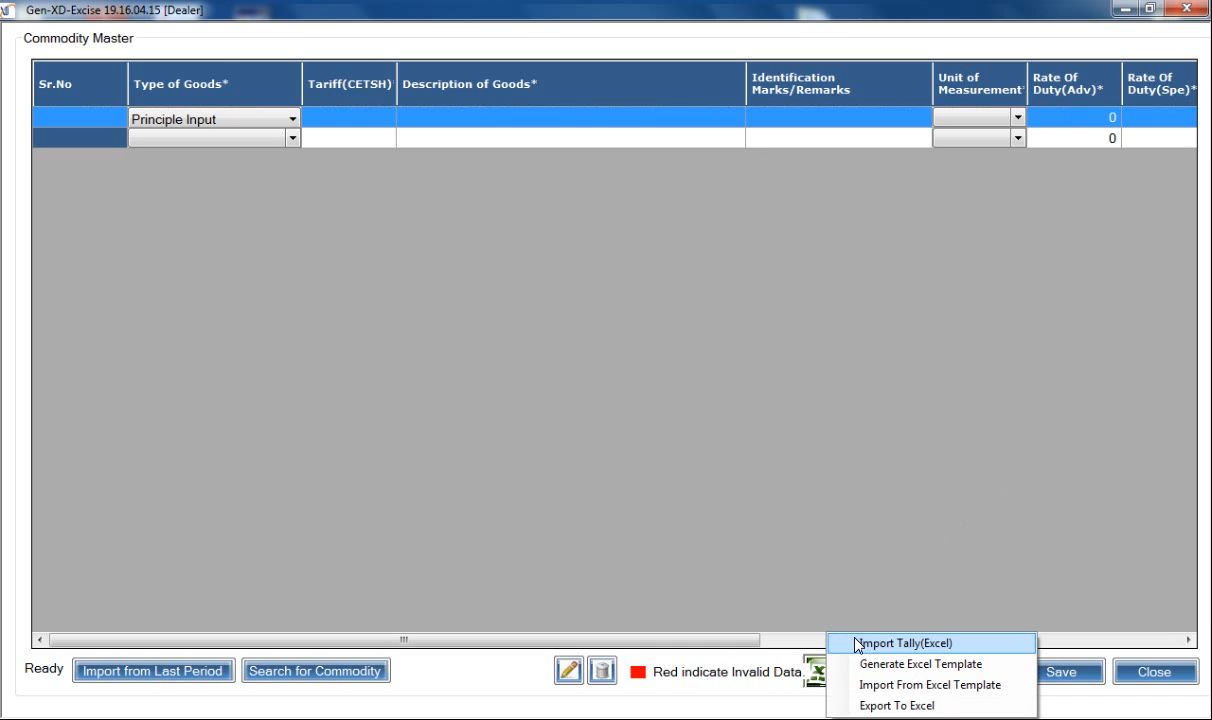 Gen-XD-Excise 19.16.04.15 [Dealer]
Commodity Master
Sr.No
Type of Goods*
Tariff(CETSH)
Description of Goods*
Identification
Marks/Remarks
Unit of
Measurement
Rate Of
Duty(Adv)*
Rate Of
Duty(Spe)*
Principle Input
0
0
Import Tally(Excel)
Generate Excel Template
Import From Excel Template
Export To Excel
Ready
Import from Last Period
Search for Commodity
Red indicate Invalid Data.
Save
Close